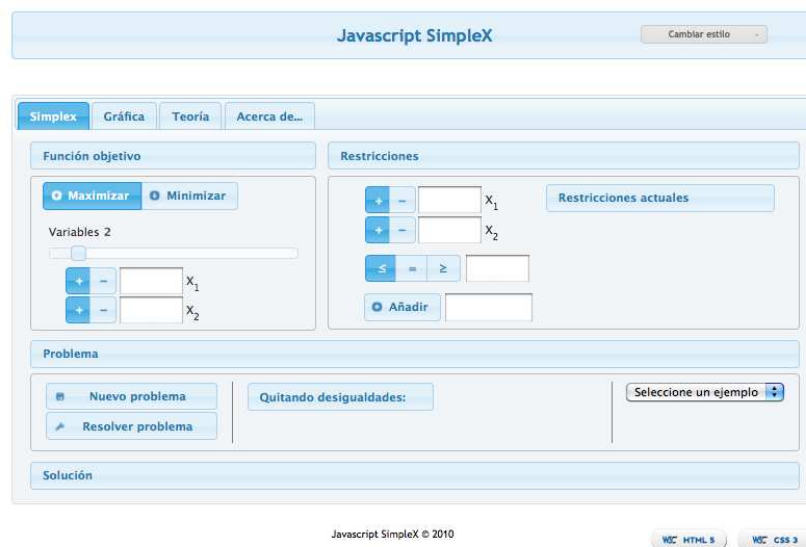 Javascript SimpleX
Cambiar estilo
Simplex Gráfica Teoría Acerca de...
Función objetivo
Maximizar Minimizar
Variables 2
+ - X1
+ - X2
Restricciones
+ - X1
+ - X2
≤ = ≥
Añadir
Restricciones actuales
Problema
Nuevo problema
Resolver problema
Quitando desigualdades:
Seleccione un ejemplo
Solución
Javascript SimpleX © 2010
W3C HTML 5
W3C CSS 3